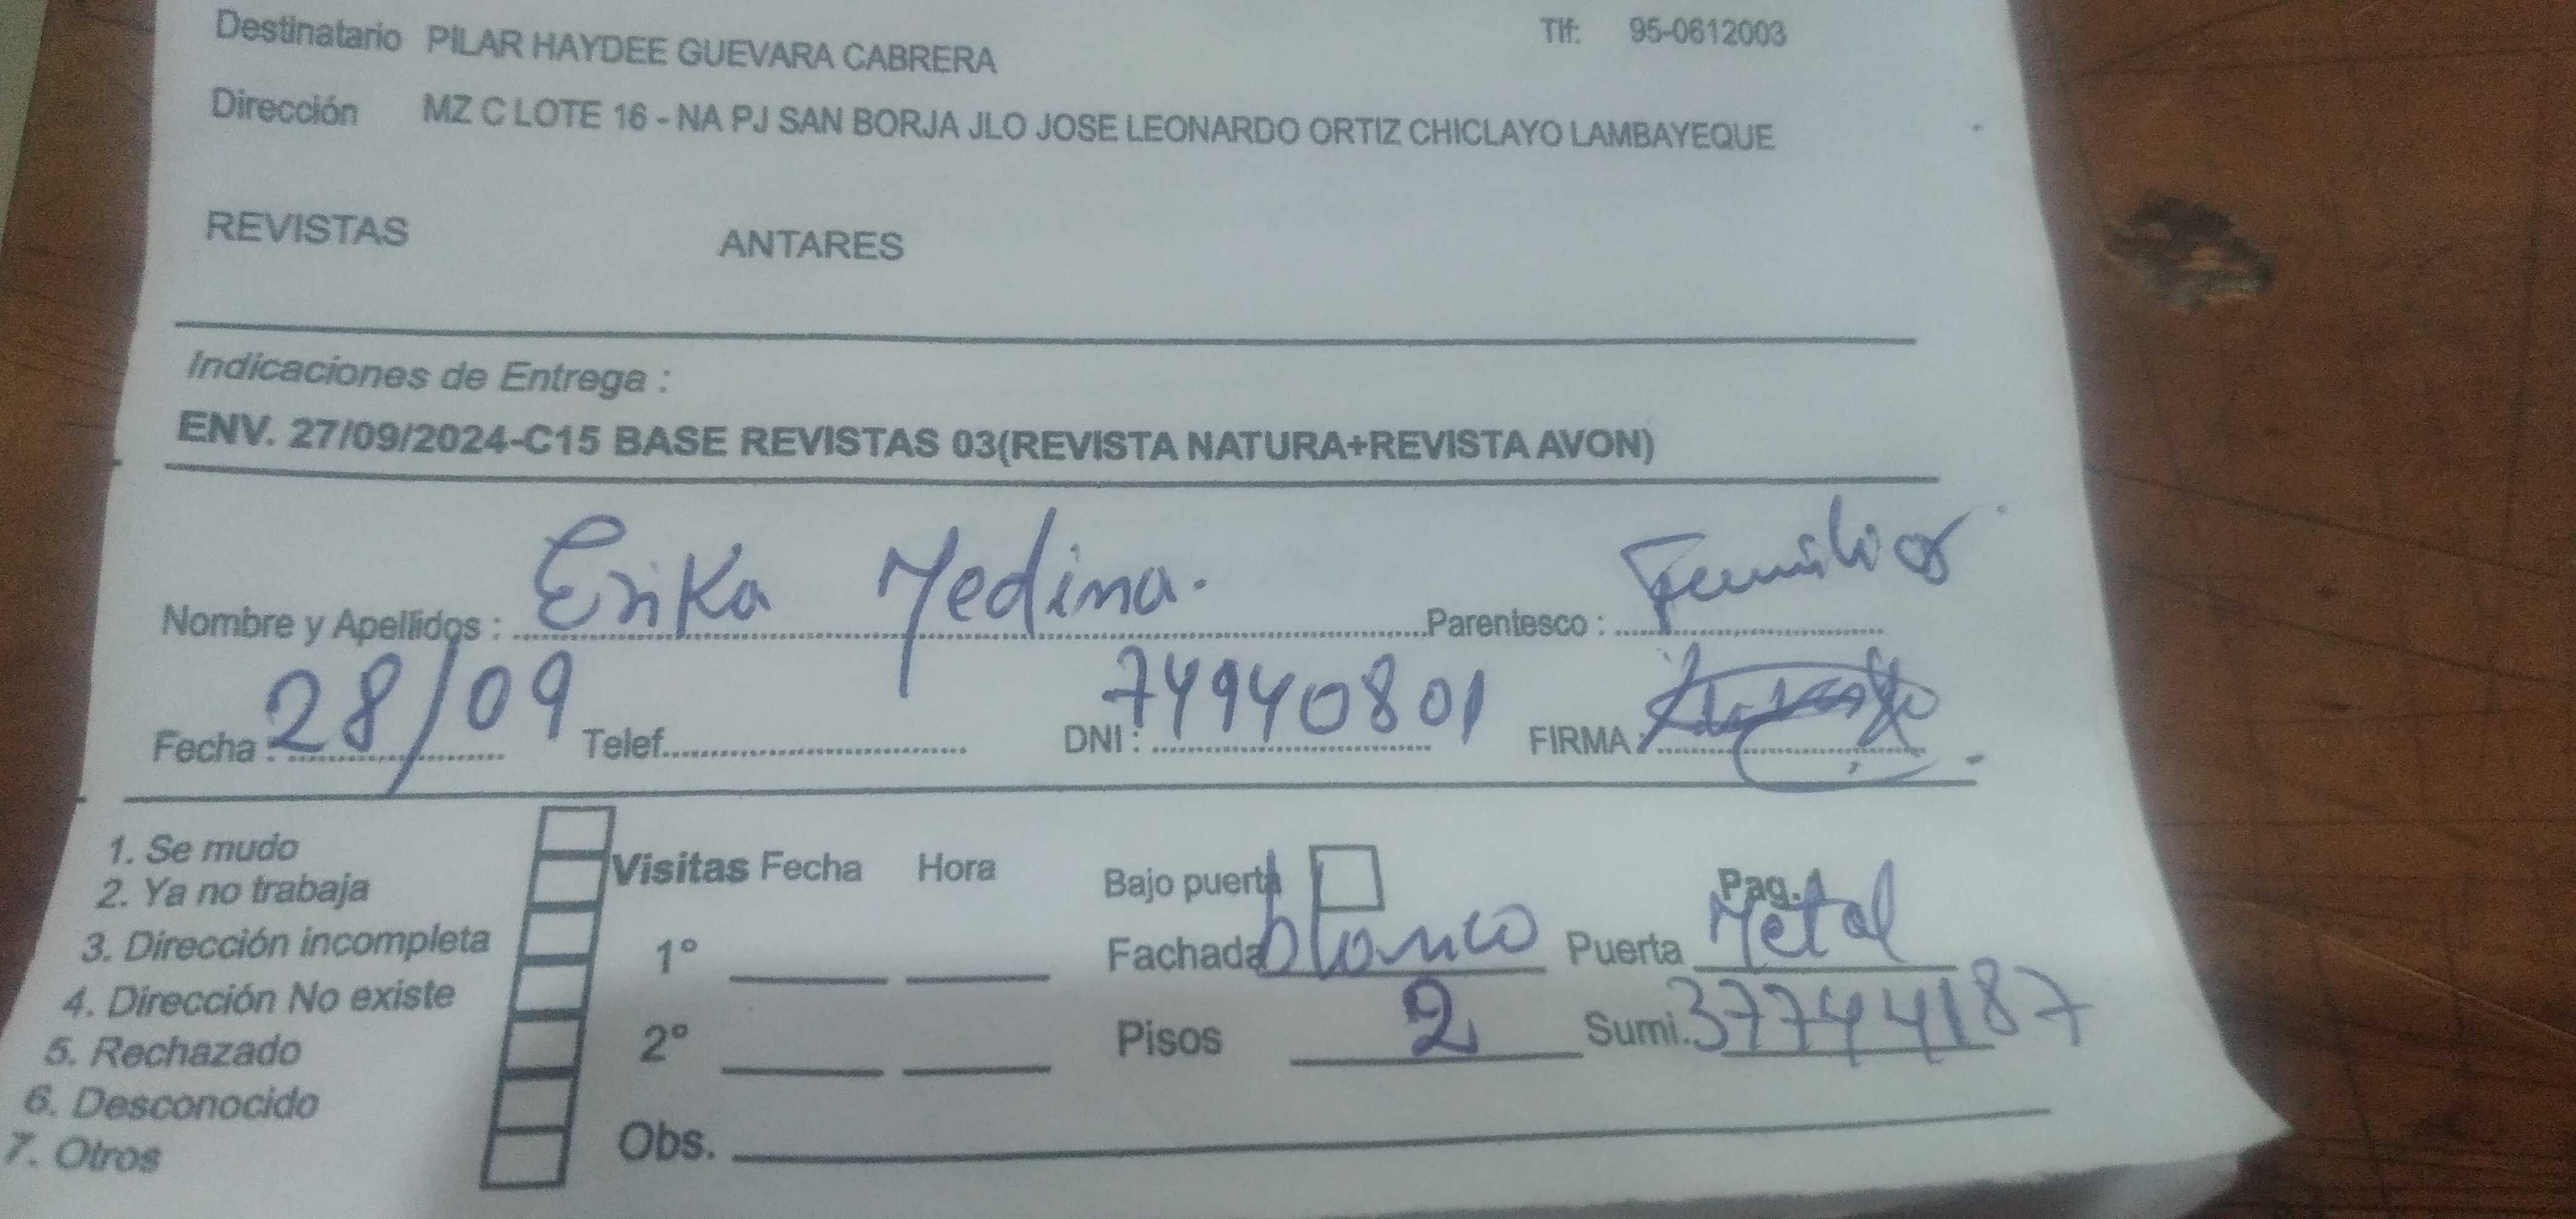 Destinatario PILAR HAYDEE GUEVARA CABRERA Tlf: 95-0612003
Dirección MZ C LOTE 16 - NA PJ SAN BORJA JLO JOSE LEONARDO ORTIZ CHICLAYO LAMBAYEQUE
REVISTAS ANTARES
Indicaciones de Entrega :
ENV. 27/09/2024-C15 BASE REVISTAS 03(REVISTA NATURA+REVISTA AVON)
Nombre y Apellidos : Erika Medina. Parentesco : Familiar
Fecha : 28/09 Telef. DNI : 74940801 FIRMA :
1. Se mudo
2. Ya no trabaja
3. Dirección incompleta
4. Dirección No existe
5. Rechazado
6. Desconocido
7. Otros
Visitas Fecha Hora
1°
2°
Obs.
Bajo puerta Pag.
Fachada blanco Puerta Metal
Pisos 2 Sumi. 37744187